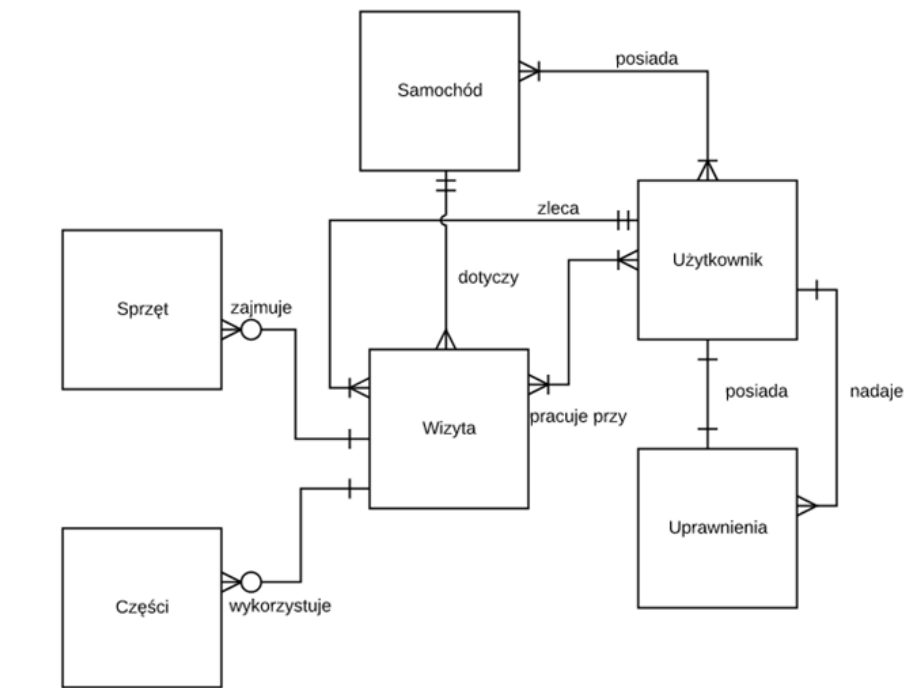 posiada
Samochód
zleca
Użytkownik
dotyczy
Sprzęt
zajmuje
posiada
nadaje
pracuje przy
Wizyta
Uprawnienia
Części
wykorzystuje